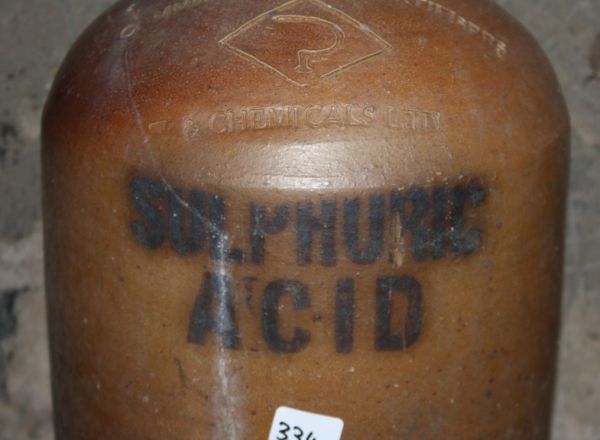 & CHEMICALS LTD
SULPHURIC
ACID
334